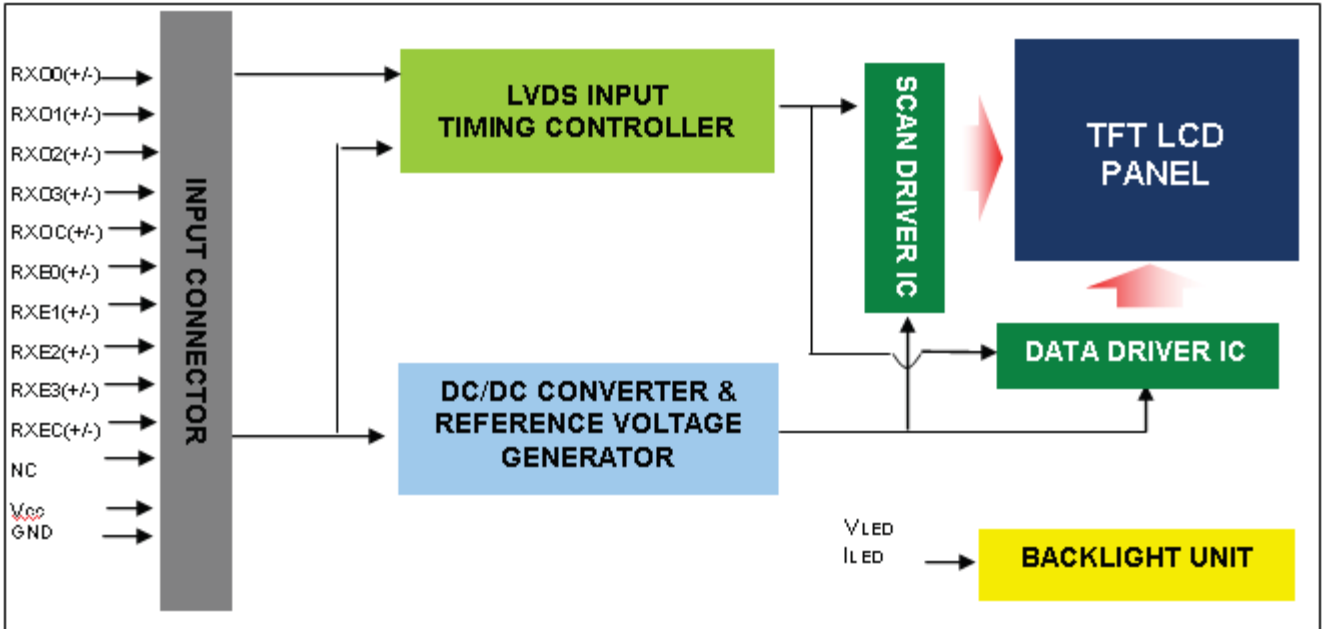 RXO0(+/-)
RXO1(+/-)
RXO2(+/-)
RXO3(+/-)
RXOC(+/-)
RXE0(+/-)
RXE1(+/-)
RXE2(+/-)
RXE3(+/-)
RXEC(+/-)
NC
Vcc
GND
INPUT CONNECTOR
LVDS INPUT
TIMING CONTROLLER
DC/DC CONVERTER &
REFERENCE VOLTAGE
GENERATOR
SCAN DRIVER IC
TFT LCD
PANEL
DATA DRIVER IC
VLED
ILED
BACKLIGHT UNIT